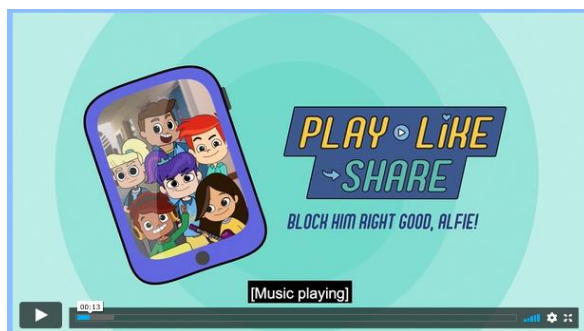 PLAY LIKE
SHARE
BLOCK HIM RIGHT GOOD, ALFIE!
[Music playing]
00:13